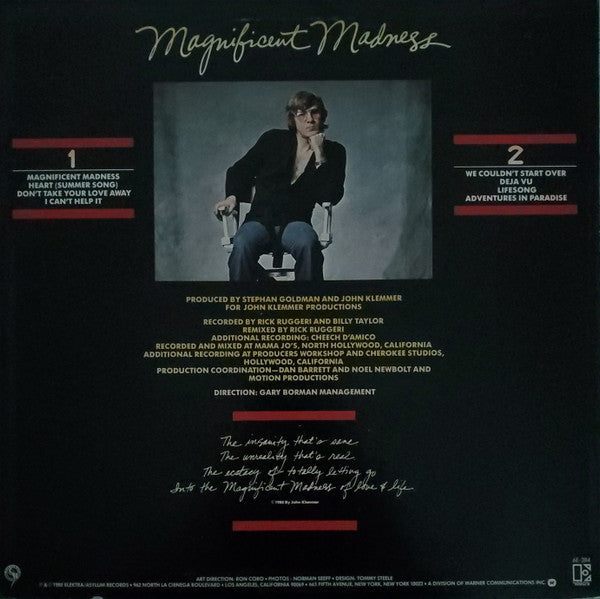 Magnificent Madness
1
MAGNIFICENT MADNESS
HEART (SUMMER SONG)
DON'T TAKE YOUR LOVE AWAY
I CAN'T HELP IT
2
WE COULDN'T START OVER
DEJA VU
LIFESONG
ADVENTURES IN PARADISE
PRODUCED BY STEPHAN GOLDMAN AND JOHN KLEMMER
FOR JOHN KLEMMER PRODUCTIONS
RECORDED BY RICK RUGGERI AND BILLY TAYLOR
REMIXED BY RICK RUGGERI
ADDITIONAL RECORDING: CHEECH D'AMICO
RECORDED AND MIXED AT MAMA JO'S, NORTH HOLLYWOOD, CALIFORNIA
ADDITIONAL RECORDING AT PRODUCERS WORKSHOP AND CHEROKEE STUDIOS,
HOLLYWOOD, CALIFORNIA
PRODUCTION COORDINATION—DAN BARRETT AND NOEL NEWBOLT AND
MOTION PRODUCTIONS
DIRECTION: GARY BORMAN MANAGEMENT
The insanity that's sane
The unreality that's real
The ecstacy of totally letting go
Into the Magnificent Madness of love & life
© 1980 By John Klemmer
6E-284
ART DIRECTION: RON CORO • PHOTOS: NORMAN SEEFF • DESIGN: TOMMY STEELE
℗ & © 1980 ELEKTRA/ASYLUM RECORDS • 962 NORTH LA CIENEGA BOULEVARD • LOS ANGELES, CALIFORNIA 90069 • 665 FIFTH AVENUE, NEW YORK, NEW YORK 10022 • A DIVISION OF WARNER COMMUNICATIONS INC.